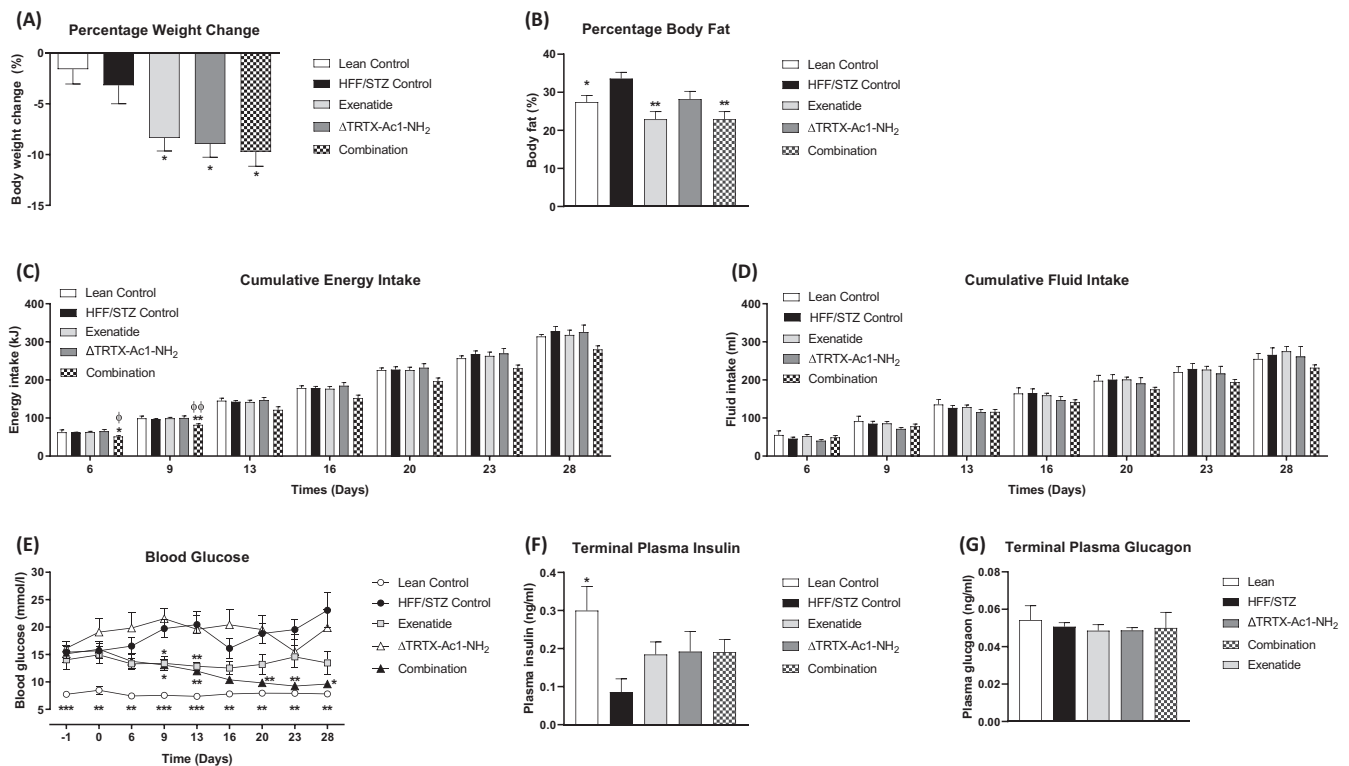 (A)
Percentage Weight Change
Body weight change (%)
0
-5
-10
-15
*
*
*
Lean Control
HFF/STZ Control
Exenatide
ΔTRTX-Ac1-NH₂
Combination
(B)
Percentage Body Fat
Body fat (%)
40
30
20
10
0
*
**
**
Lean Control
HFF/STZ Control
Exenatide
ΔTRTX-Ac1-NH₂
Combination
(C)
Cumulative Energy Intake
Lean Control
HFF/STZ Control
Exenatide
ΔTRTX-Ac1-NH₂
Combination
Energy intake (kJ)
400
300
200
100
0
ϕ
*
ϕϕ
**
6 9 13 16 20 23 28
Times (Days)
(D)
Cumulative Fluid Intake
Lean Control
HFF/STZ Control
Exenatide
ΔTRTX-Ac1-NH₂
Combination
Fluid intake (ml)
400
300
200
100
0
6 9 13 16 20 23 28
Times (Days)
(E)
Blood Glucose
Blood glucose (mmol/l)
30
25
20
15
10
5
* **
* ** ** ** *
*** ** ** *** *** ** ** ** **
-1 0 6 9 13 16 20 23 28
Time (Days)
Lean Control
HFF/STZ Control
Exenatide
ΔTRTX-Ac1-NH₂
Combination
(F)
Terminal Plasma Insulin
Plasma insulin (ng/ml)
0.4
0.3
0.2
0.1
0.0
*
Lean Control
HFF/STZ Control
Exenatide
ΔTRTX-Ac1-NH₂
Combination
(G)
Terminal Plasma Glucagon
Plasma glucgaon (ng/ml)
0.08
0.06
0.04
0.02
0.00
Lean
HFF/STZ
ΔTRTX-Ac1-NH₂
Combination
Exenatide